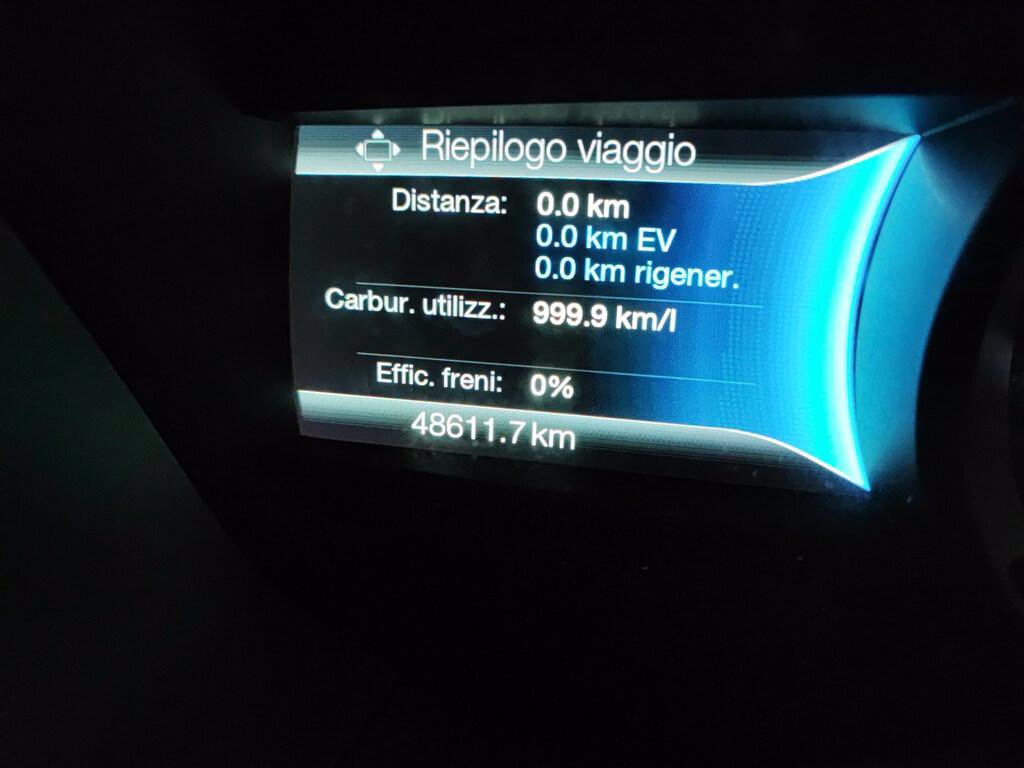 Riepilogo viaggio
Distanza: 0.0 km
0.0 km EV
0.0 km rigener.
Carbur. utilizz.: 999.9 km/l
Effic. freni: 0%
48611.7 km